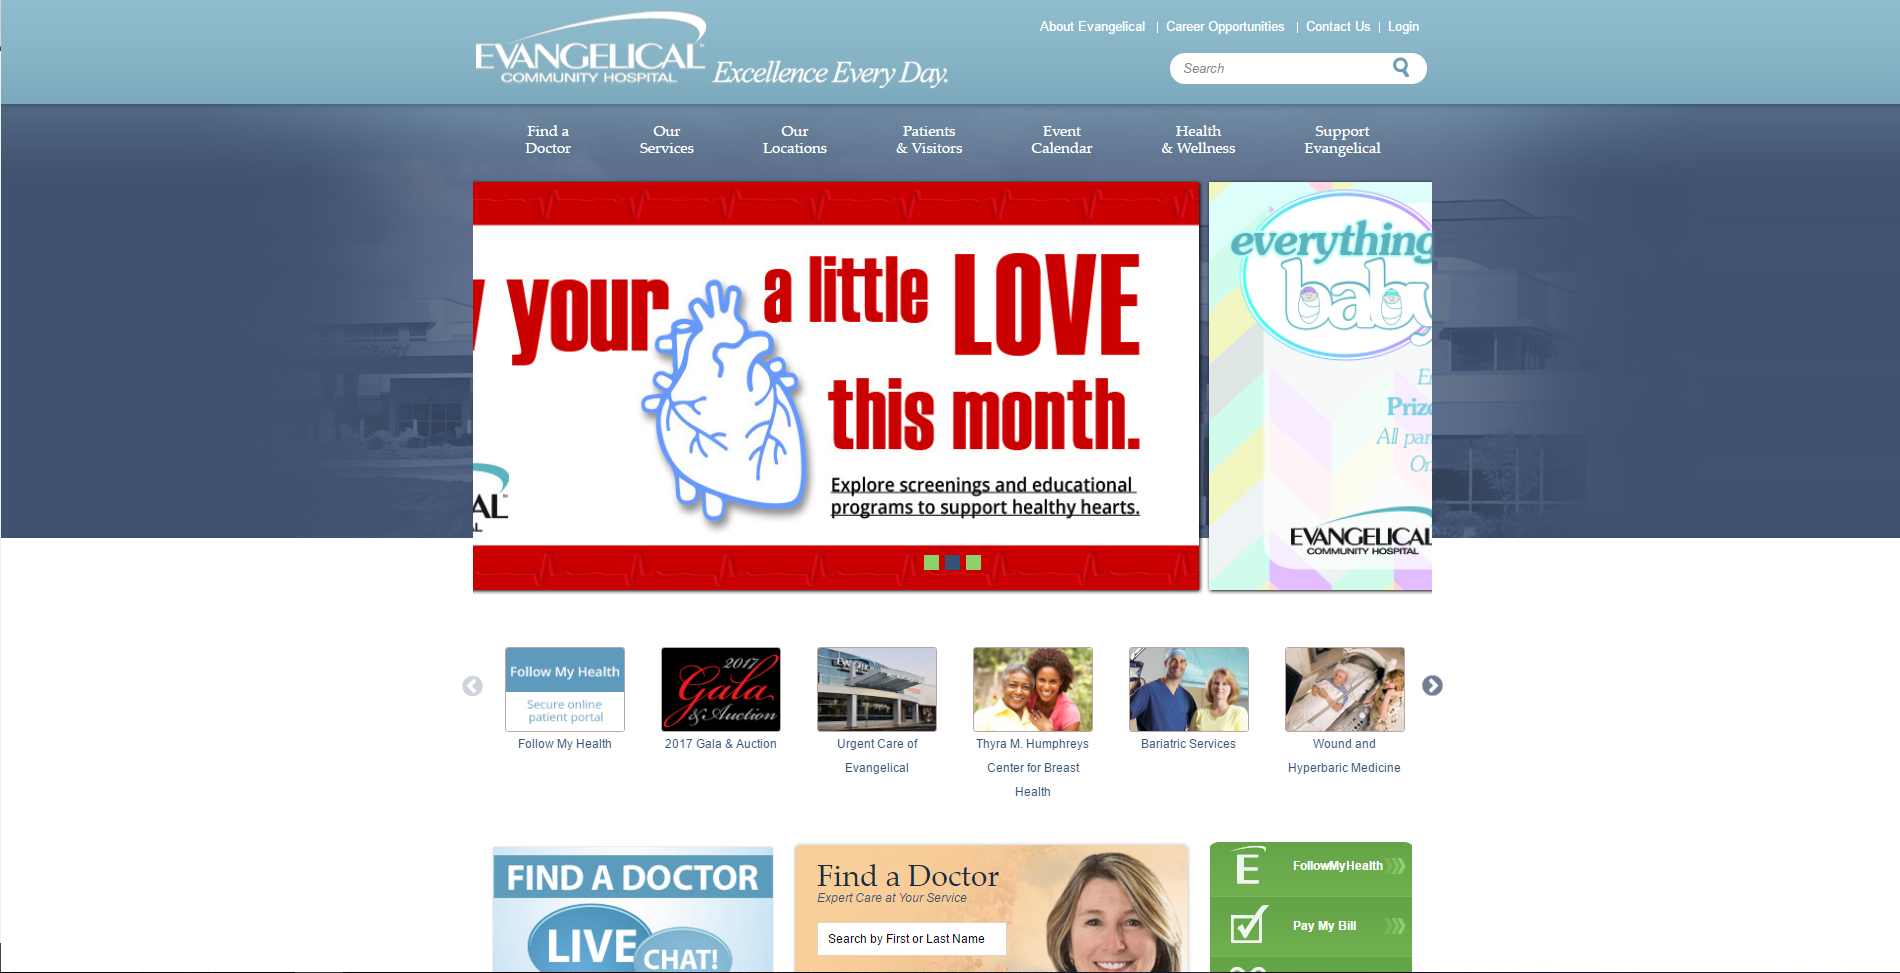 About Evangelical | Career Opportunities | Contact Us | Login
EVANGELICAL
COMMUNITY HOSPITAL
Excellence Every Day.
Search
Find a
Doctor
Our
Services
Our
Locations
Patients
& Visitors
Event
Calendar
Health
& Wellness
Support
Evangelical
your
a little LOVE
this month.
Explore screenings and educational
programs to support healthy hearts.
AL
AL
everything
baby
Prize
All par
On
EVANGELICAL
COMMUNITY HOSPITAL
Follow My Health
Secure online
patient portal
Follow My Health
2017
Gala
& Auction
2017 Gala & Auction
Urgent Care of
Evangelical
Thyra M. Humphreys
Center for Breast
Health
Bariatric Services
Wound and
Hyperbaric Medicine
FIND A DOCTOR
LIVE
CHAT!
Find a Doctor
Expert Care at Your Service
Search by First or Last Name
E
FollowMyHealth
Pay My Bill